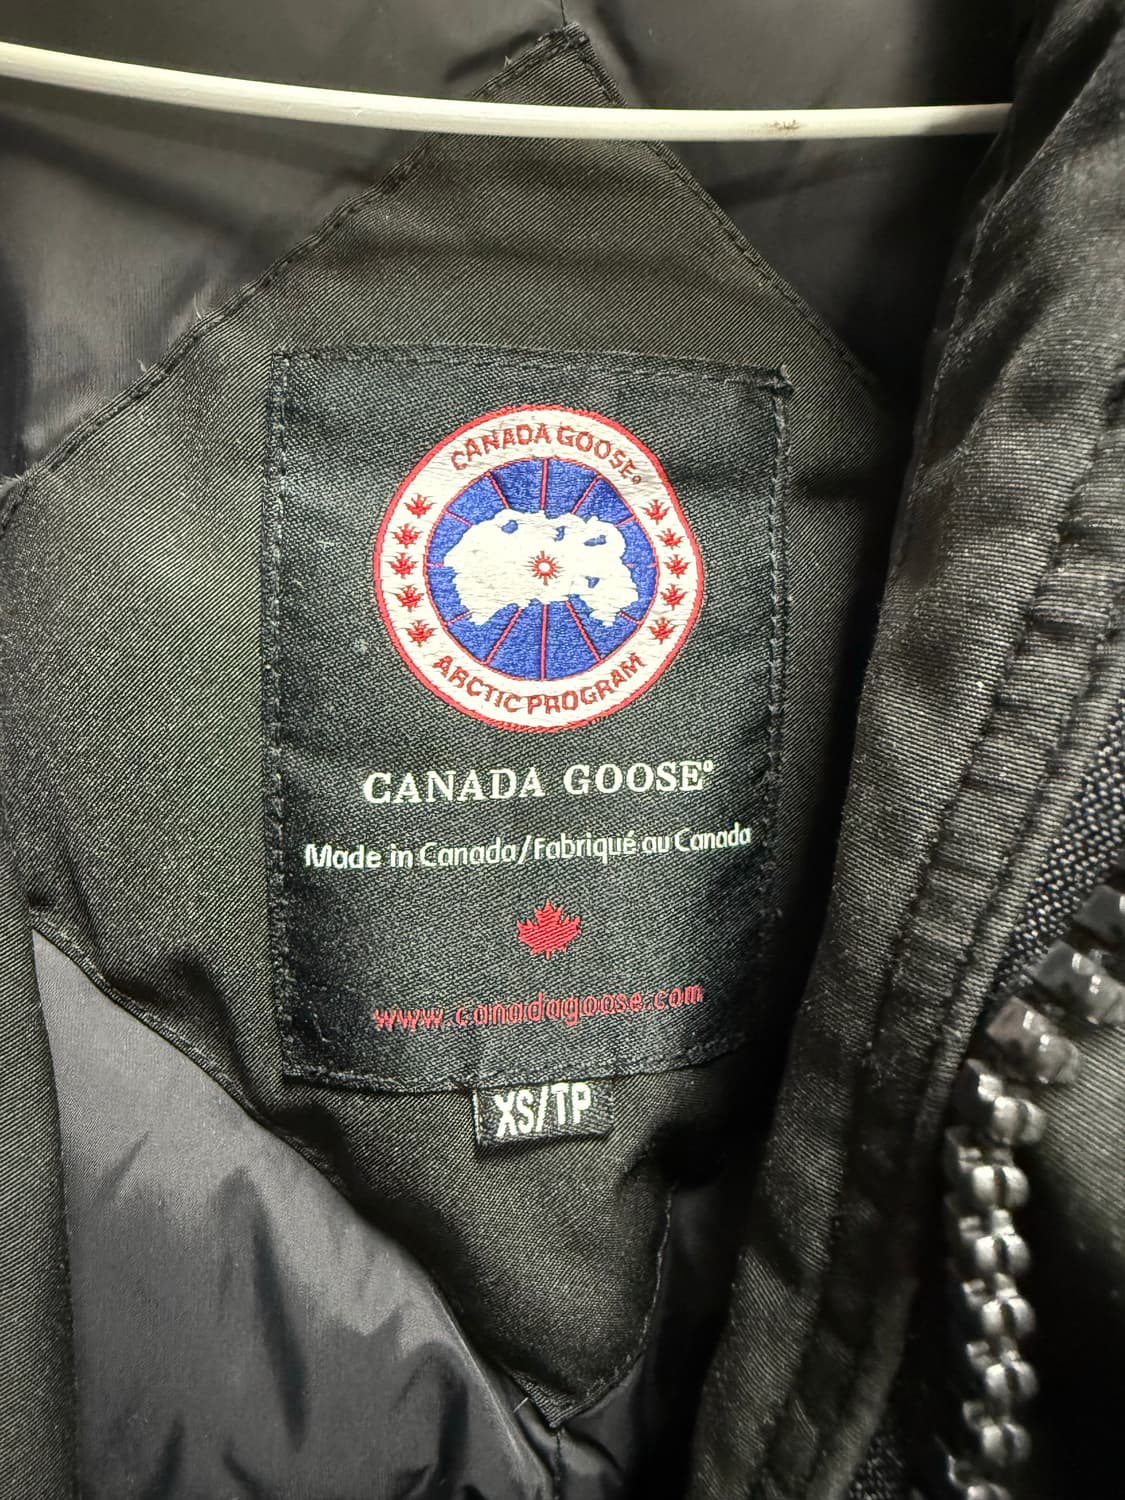 CANADA GOOSE®
ARCTIC PROGRAM
CANADA GOOSE®
Made in Canada/Fabriqué au Canada
www.canadagoose.com
XS/TP